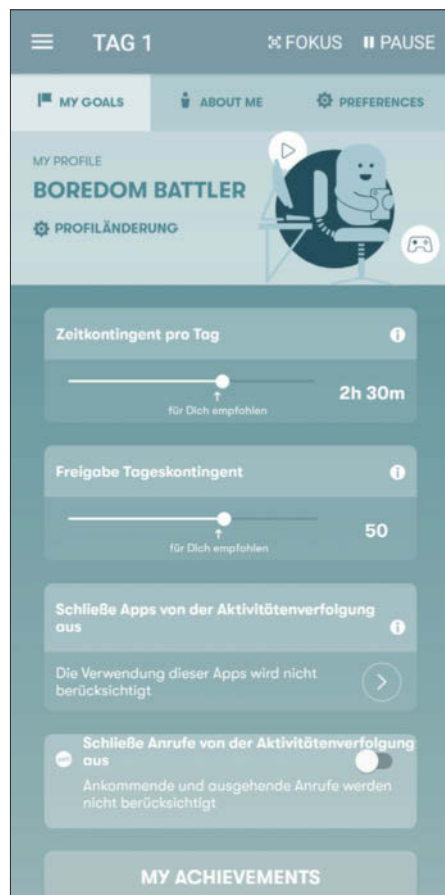 TAG 1 FOKUS PAUSE
MY GOALS ABOUT ME PREFERENCES
MY PROFILE
BOREDOM BATTLER
PROFILÄNDERUNG
Zeitkontingent pro Tag
2h 30m
für Dich empfohlen
Freigabe Tageskontingent
50
für Dich empfohlen
Schließe Apps von der Aktivitätenverfolgung
aus
Die Verwendung dieser Apps wird nicht
berücksichtigt
Schließe Anrufe von der Aktivitätenverfolgung
aus
Ankommende und ausgehende Anrufe werden
nicht berücksichtigt
MY ACHIEVEMENTS